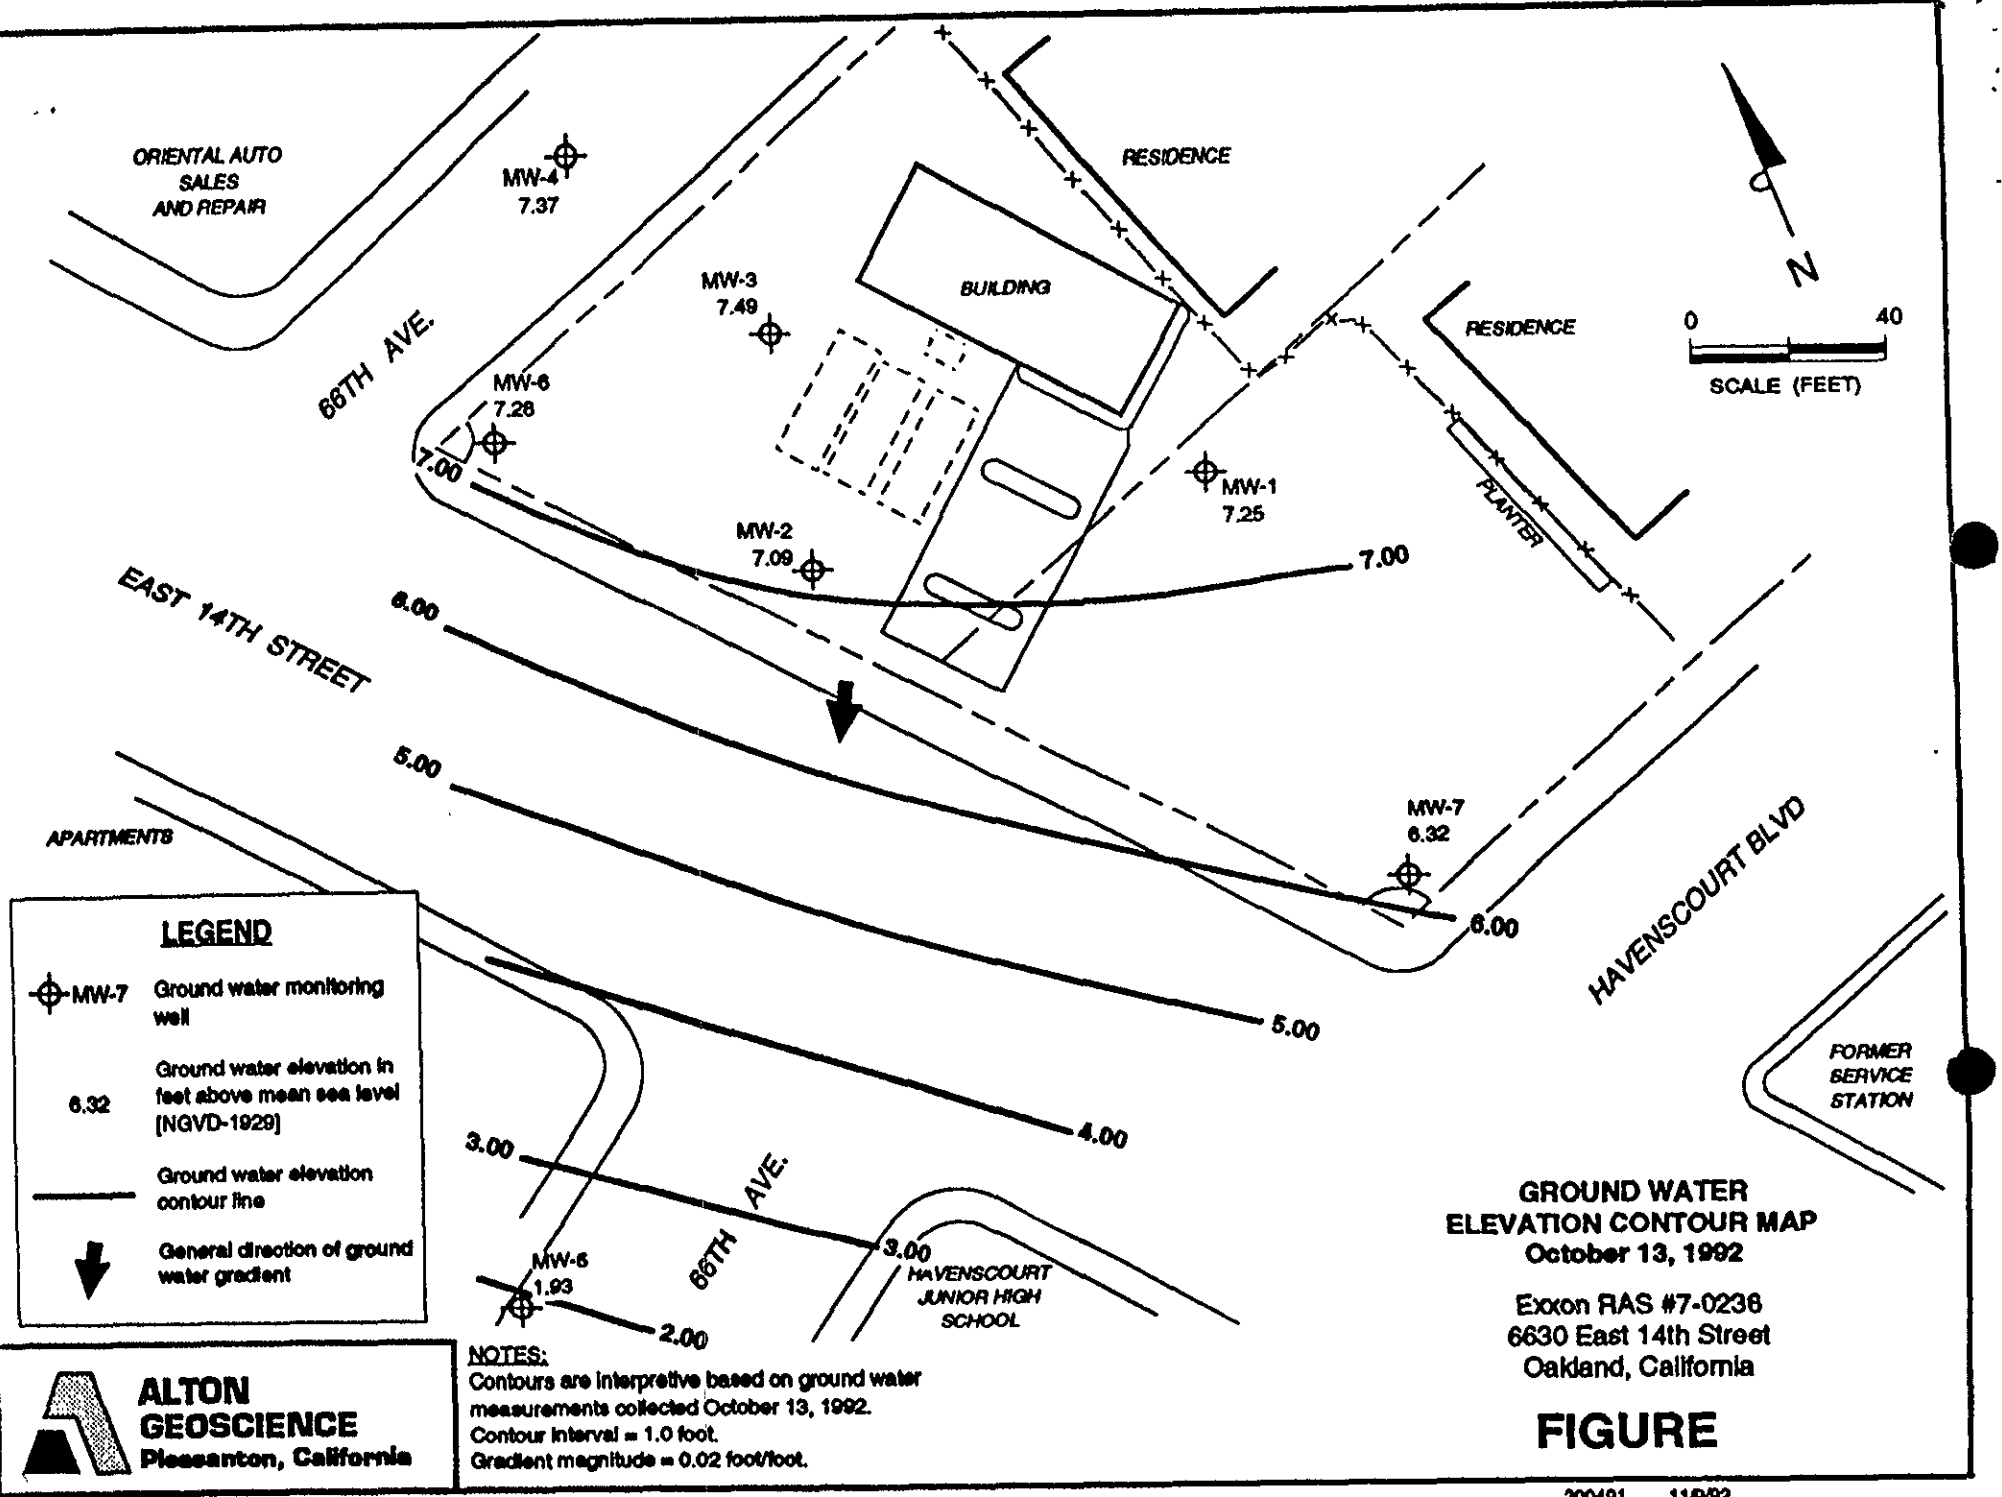 ORIENTAL AUTO
SALES
AND REPAIR
MW-4
7.37
RESIDENCE
MW-3
7.49
BUILDING
N
0 40
SCALE (FEET)
RESIDENCE
66TH AVE.
MW-6
7.28
7.00
MW-1
7.25
PLANTER
MW-2
7.09
7.00
EAST 14TH STREET
6.00
5.00
MW-7
6.32
6.00
HAVENSCOURT BLVD
APARTMENTS
5.00
FORMER
SERVICE
STATION
4.00
3.00
66TH AVE.
3.00
HAVENSCOURT
JUNIOR HIGH
SCHOOL
MW-5
1.93
2.00
LEGEND
MW-7 Ground water monitoring
well
6.32
Ground water elevation in
feet above mean sea level
[NGVD-1929]
Ground water elevation
contour line
General direction of ground
water gradient
GROUND WATER
ELEVATION CONTOUR MAP
October 13, 1992
Exxon RAS #7-0236
6630 East 14th Street
Oakland, California
FIGURE
ALTON
GEOSCIENCE
Pleasanton, California
NOTES:
Contours are interpretive based on ground water
measurements collected October 13, 1992.
Contour interval = 1.0 foot.
Gradient magnitude = 0.02 foot/foot.